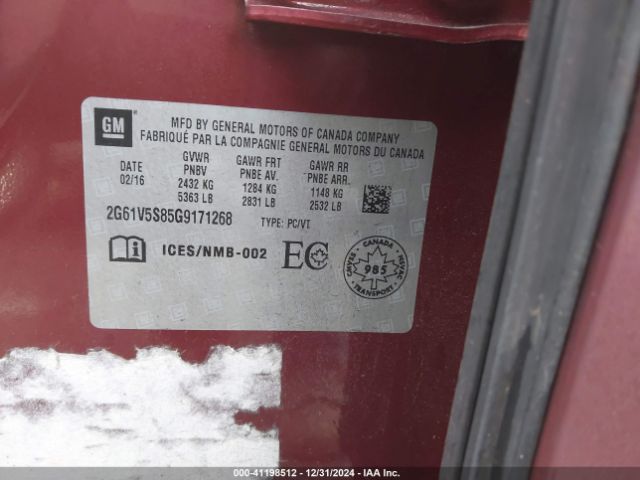 GM
MFD BY GENERAL MOTORS OF CANADA COMPANY
FABRIQUÉ PAR LA COMPAGNIE GENERAL MOTORS DU CANADA
DATE GVWR GAWR FRT GAWR RR
PNBV PNBE AV. PNBE ARR.
02/16 2432 KG 1284 KG 1148 KG
5363 LB 2831 LB 2532 LB
2G61V5S85G9171268 TYPE: PC/VT
ICES/NMB-002 EC
CANADA
CMVSS NSVAC
985
TRANSPORT
000-41198512 - 12/31/2024 - IAA Inc.